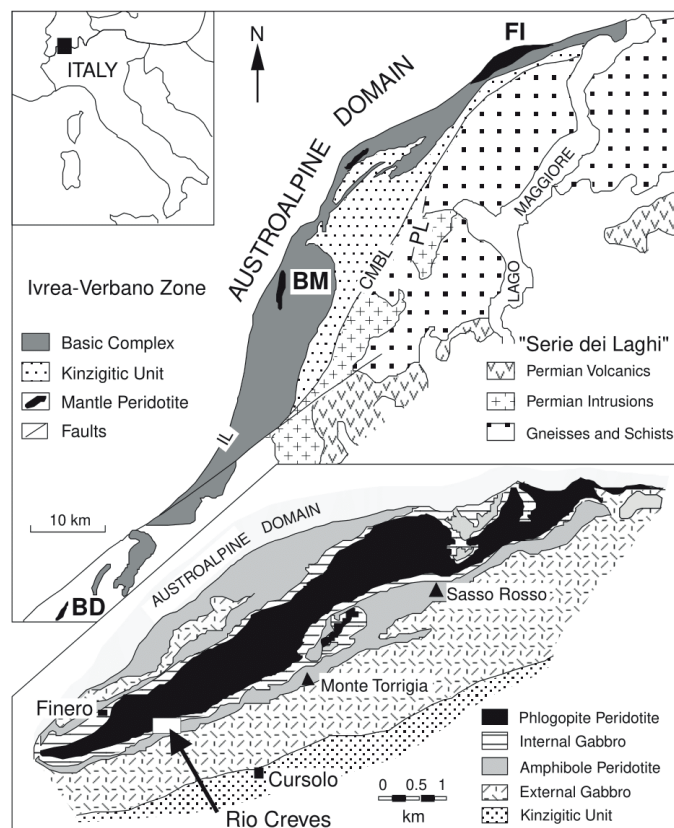 ITALY
N
FI
AUSTROALPINE DOMAIN
MAGGIORE
LAGO
PL
CMBL
BM
IL
BD
Ivrea-Verbano Zone
Basic Complex
Kinzigitic Unit
Mantle Peridotite
Faults
10 km
"Serie dei Laghi"
Permian Volcanics
Permian Intrusions
Gneisses and Schists
AUSTROALPINE DOMAIN
Sasso Rosso
Monte Torrigia
Finero
Cursolo
Rio Creves
0 0.5 1
km
Phlogopite Peridotite
Internal Gabbro
Amphibole Peridotite
External Gabbro
Kinzigitic Unit